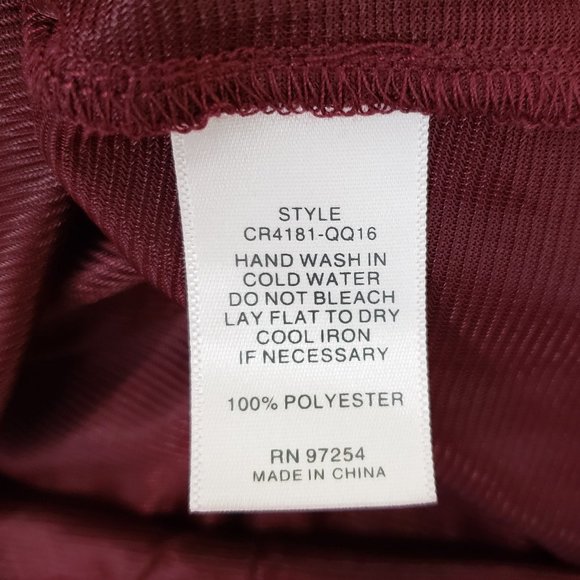 STYLE
CR4181-QQ16
HAND WASH IN
COLD WATER
DO NOT BLEACH
LAY FLAT TO DRY
COOL IRON
IF NECESSARY
100% POLYESTER
RN 97254
MADE IN CHINA